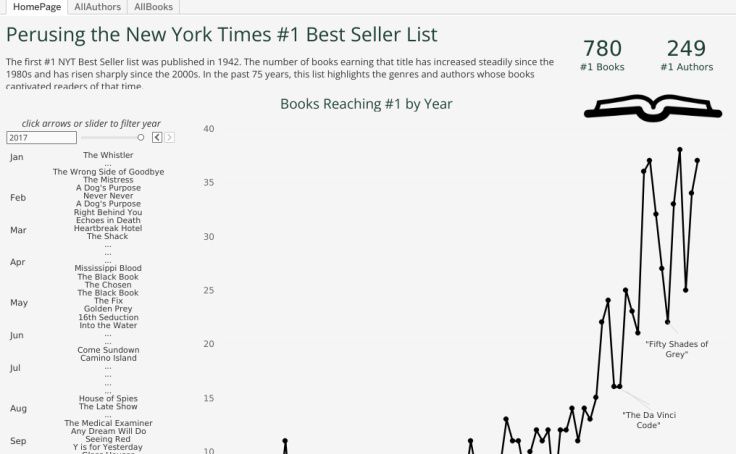 HomePage AllAuthors AllBooks
Perusing the New York Times #1 Best Seller List
The first #1 NYT Best Seller list was published in 1942. The number of books earning that title has increased steadily since the
1980s and has risen sharply since the 2000s. In the past 75 years, this list highlights the genres and authors whose books
captivated readers of that time.
780
#1 Books
249
#1 Authors
Books Reaching #1 by Year
click arrows or slider to filter year
2017
Jan
The Whistler
...
The Wrong Side of Goodbye
The Mistress
A Dog's Purpose
Feb
Never Never
A Dog's Purpose
Right Behind You
Echoes in Death
Mar
Heartbreak Hotel
The Shack
...
...
Apr
...
Mississippi Blood
The Black Book
The Chosen
The Black Book
May
The Fix
Golden Prey
16th Seduction
Into the Water
Jun
...
...
Come Sundown
Camino Island
Jul
...
...
...
...
House of Spies
Aug
The Late Show
...
The Medical Examiner
Any Dream Will Do
Sep
Seeing Red
Y is for Yesterday
40
35
30
25
20
15
10
"Fifty Shades of
Grey"
"The Da Vinci
Code"